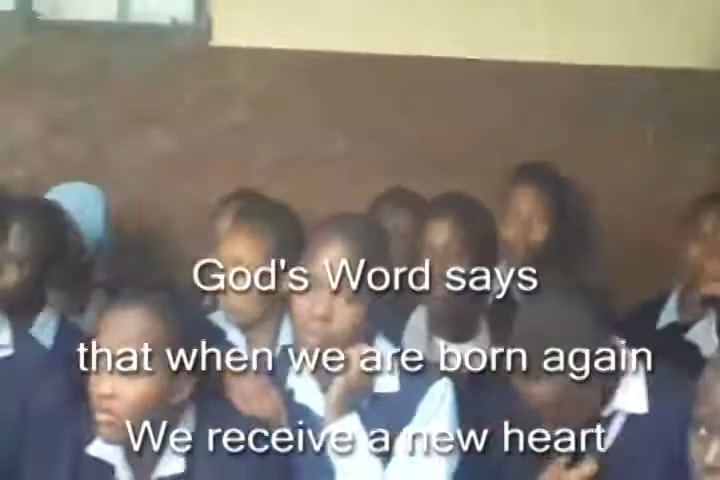 God's Word says
that when we are born again
We receive a new heart